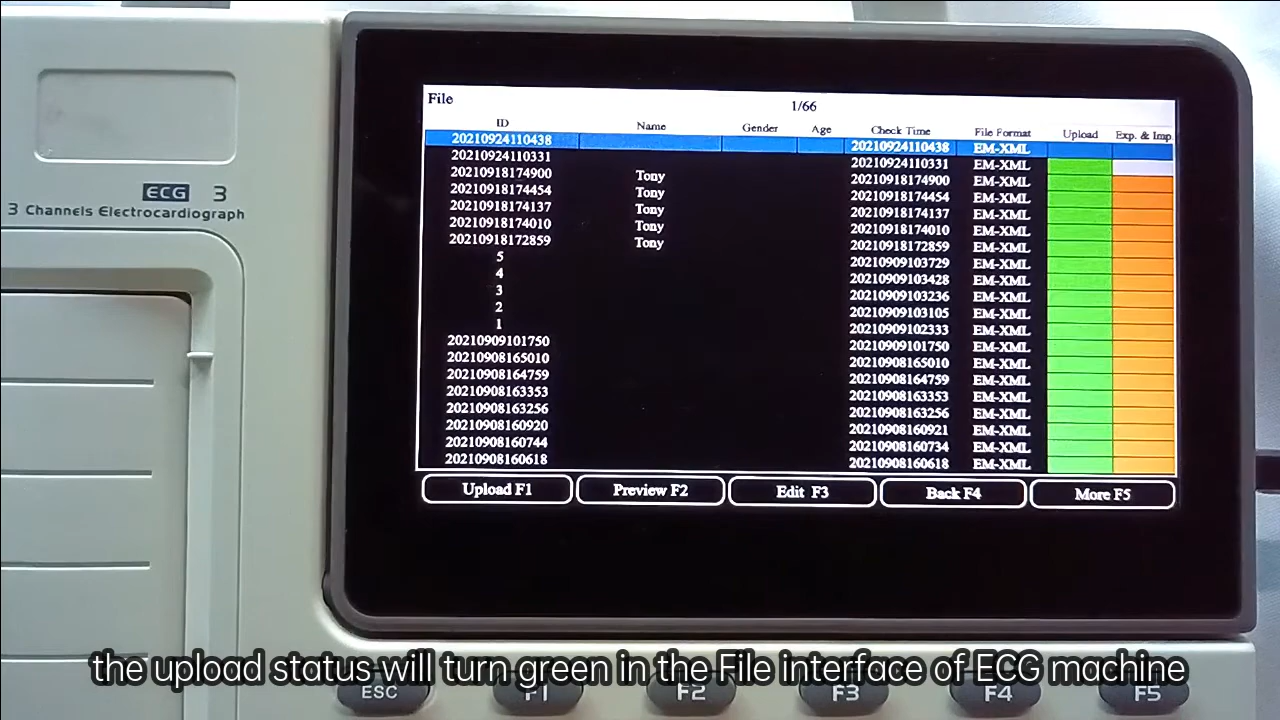 File 1/66
ID Name Gender Age Check Time File Format Upload Exp. & Imp.
20210924110438 20210924110438 EM-XML
20210924110331 20210924110331 EM-XML
20210918174900 Tony 20210918174900 EM-XML
20210918174454 Tony 20210918174454 EM-XML
20210918174137 Tony 20210918174137 EM-XML
20210918174010 Tony 20210918174010 EM-XML
20210918172859 Tony 20210918172859 EM-XML
5 20210909103729 EM-XML
4 20210909103428 EM-XML
3 20210909103236 EM-XML
2 20210909103105 EM-XML
1 20210909102333 EM-XML
20210909101750 20210909101750 EM-XML
20210908165010 20210908165010 EM-XML
20210908164759 20210908164759 EM-XML
20210908163353 20210908163353 EM-XML
20210908163256 20210908163256 EM-XML
20210908160920 20210908160921 EM-XML
20210908160744 20210908160734 EM-XML
20210908160618 20210908160618 EM-XML
Upload F1 Preview F2 Edit F3 Back F4 More F5
ECG 3
3 Channels Electrocardiograph
the upload status will turn green in the File interface of ECG machine
ESC F1 F2 F3 F4 F5